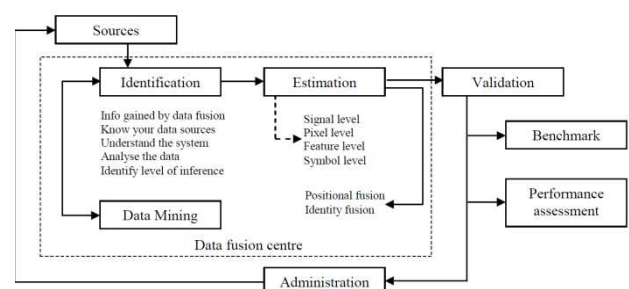 Sources
Identification
Estimation
Validation
Info gained by data fusion
Know your data sources
Understand the system
Analyse the data
Identify level of inference
Signal level
Pixel level
Feature level
Symbol level
Benchmark
Positional fusion
Identity fusion
Data Mining
Performance
assessment
Data fusion centre
Administration